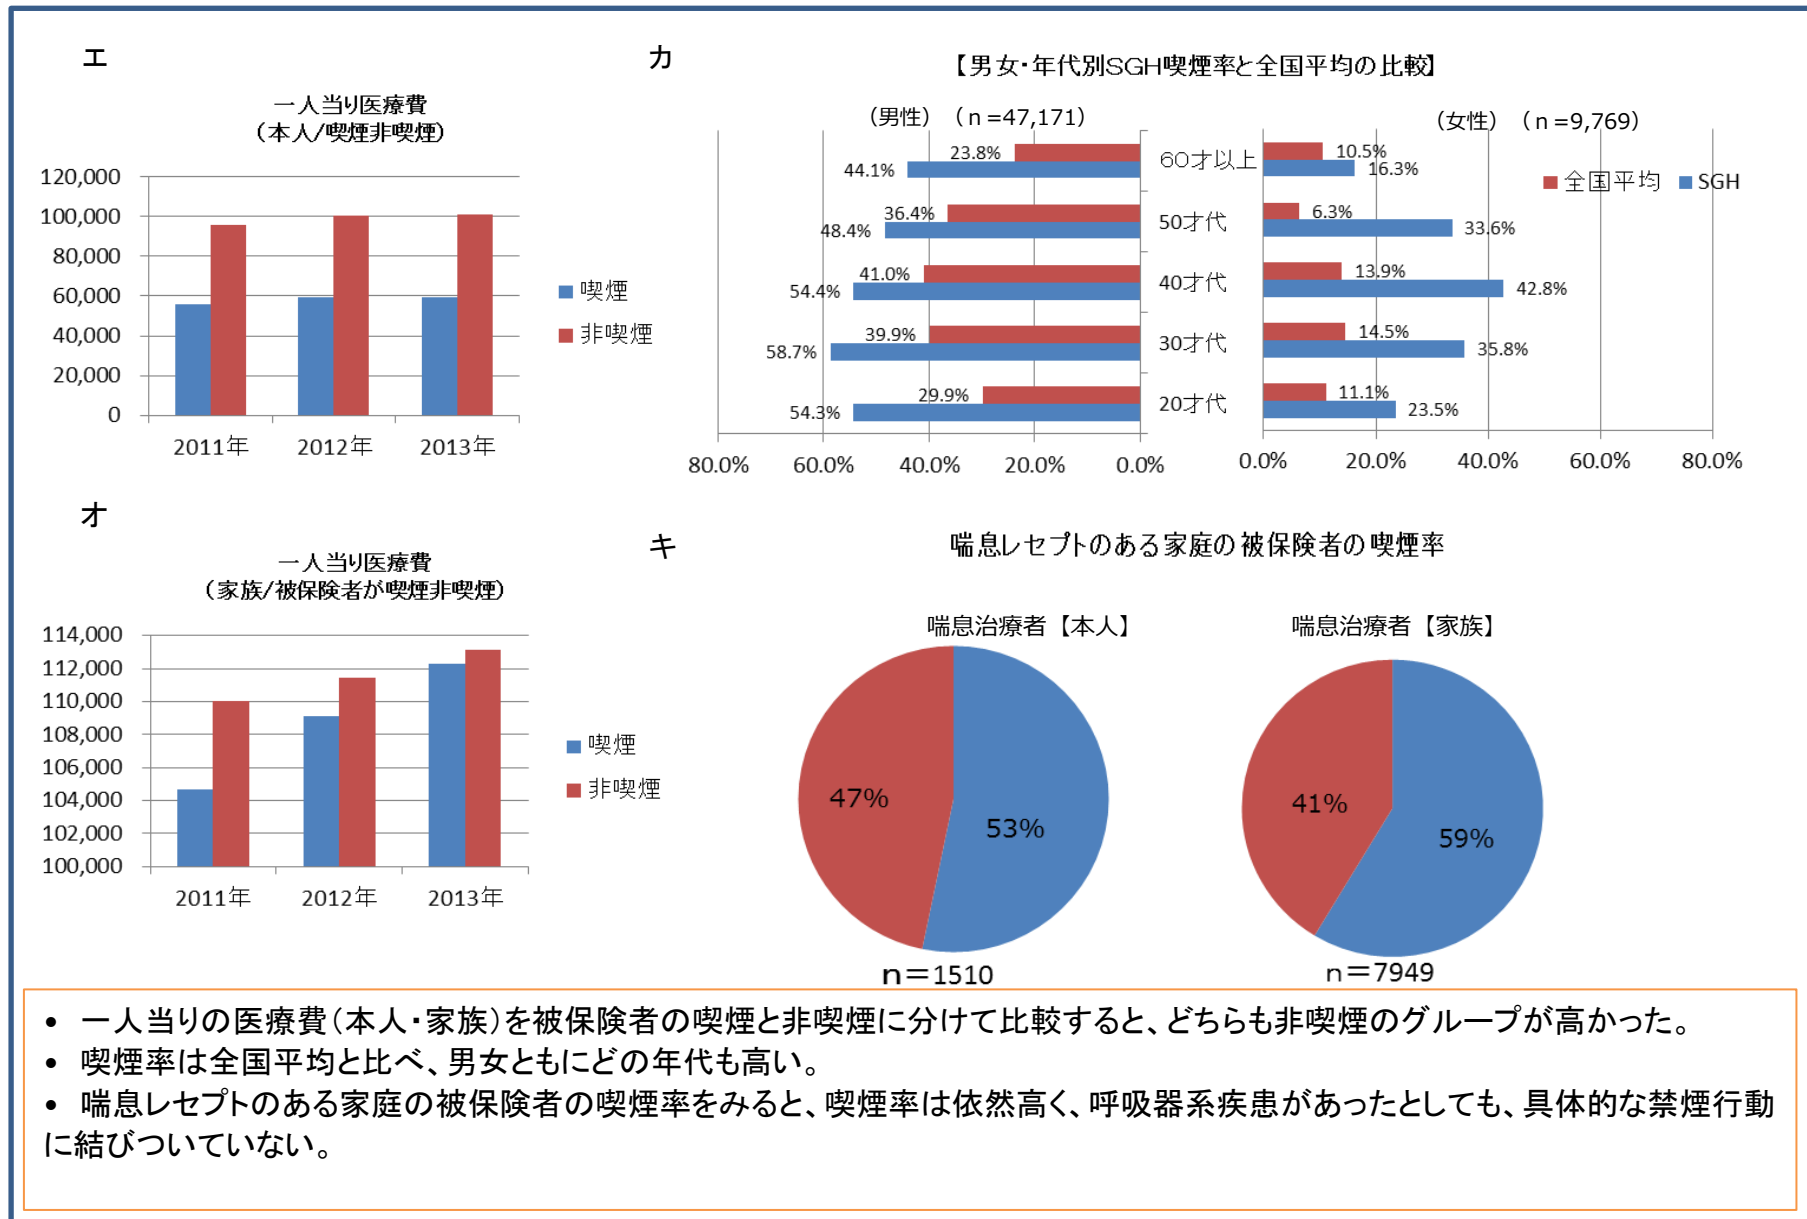 エ
一人当り医療費
（本人/喫煙非喫煙）
120,000
100,000
80,000
60,000
40,000
20,000
0
2011年 2012年 2013年
喫煙
非喫煙
オ
一人当り医療費
（家族/被保険者が喫煙非喫煙）
114,000
112,000
110,000
108,000
106,000
104,000
102,000
100,000
2011年 2012年 2013年
喫煙
非喫煙
カ
【男女・年代別SGH喫煙率と全国平均の比較】
（男性）（ｎ=47,171）
（女性）（ｎ=9,769）
全国平均 SGH
23.8% 60才以上 10.5%
44.1% 16.3%
36.4% 50才代 6.3%
48.4% 33.6%
41.0% 40才代 13.9%
54.4% 42.8%
39.9% 30才代 14.5%
58.7% 35.8%
29.9% 20才代 11.1%
54.3% 23.5%
80.0% 60.0% 40.0% 20.0% 0.0%
0.0% 20.0% 40.0% 60.0% 80.0%
キ
喘息レセプトのある家庭の被保険者の喫煙率
喘息治療者【本人】
47%
53%
n＝1510
喘息治療者【家族】
41%
59%
n＝7949
• 一人当りの医療費（本人・家族）を被保険者の喫煙と非喫煙に分けて比較すると、どちらも非喫煙のグループが高かった。
• 喫煙率は全国平均と比べ、男女ともにどの年代も高い。
• 喘息レセプトのある家庭の被保険者の喫煙率をみると、喫煙率は依然高く、呼吸器系疾患があったとしても、具体的な禁煙行動
に結びついていない。